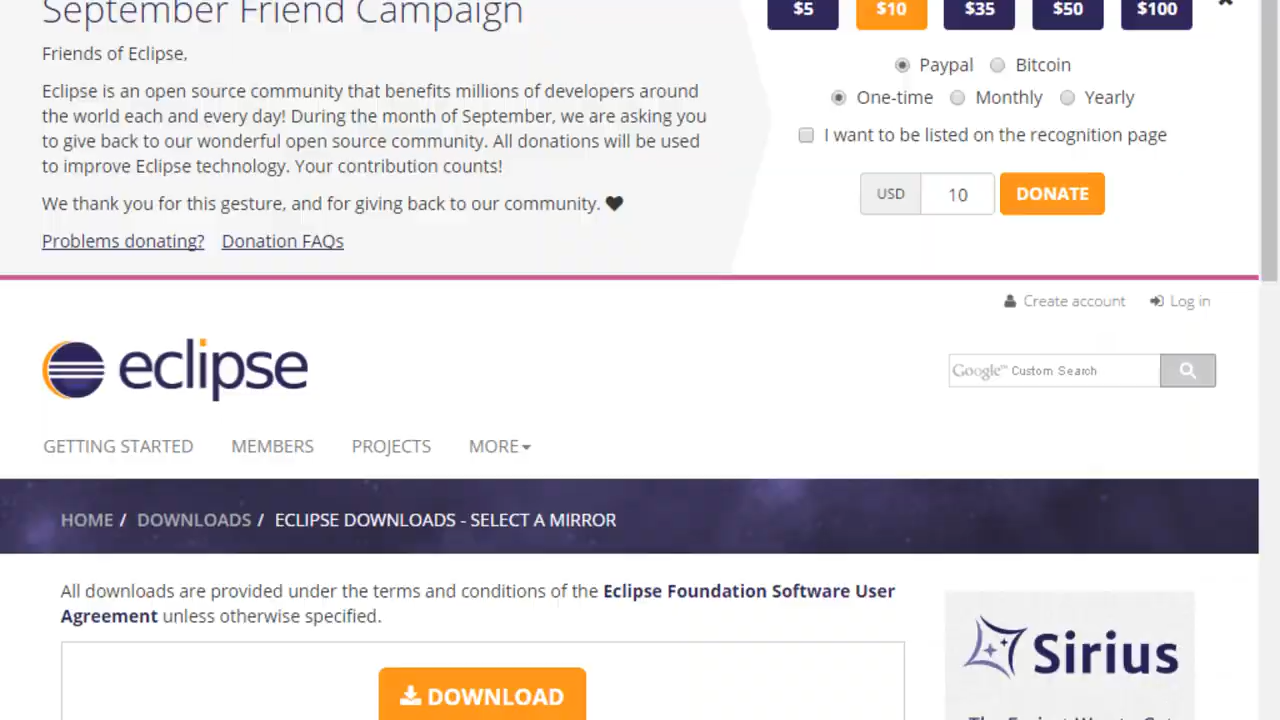 September Friend Campaign
Friends of Eclipse,
Eclipse is an open source community that benefits millions of developers around
the world each and every day! During the month of September, we are asking you
to give back to our wonderful open source community. All donations will be used
to improve Eclipse technology. Your contribution counts!
We thank you for this gesture, and for giving back to our community.
Problems donating? Donation FAQs
$5 $10 $35 $50 $100
Paypal Bitcoin
One-time Monthly Yearly
I want to be listed on the recognition page
USD 10 DONATE
Create account Log in
eclipse
Google™ Custom Search
GETTING STARTED MEMBERS PROJECTS MORE
HOME / DOWNLOADS / ECLIPSE DOWNLOADS - SELECT A MIRROR
All downloads are provided under the terms and conditions of the Eclipse Foundation Software User
Agreement unless otherwise specified.
DOWNLOAD
Sirius
The Easiest Way to Get